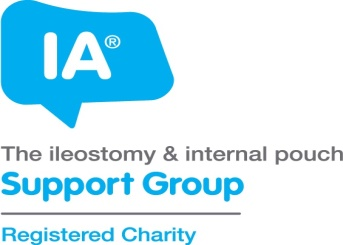 IA®
The ileostomy & internal pouch
Support Group
Registered Charity